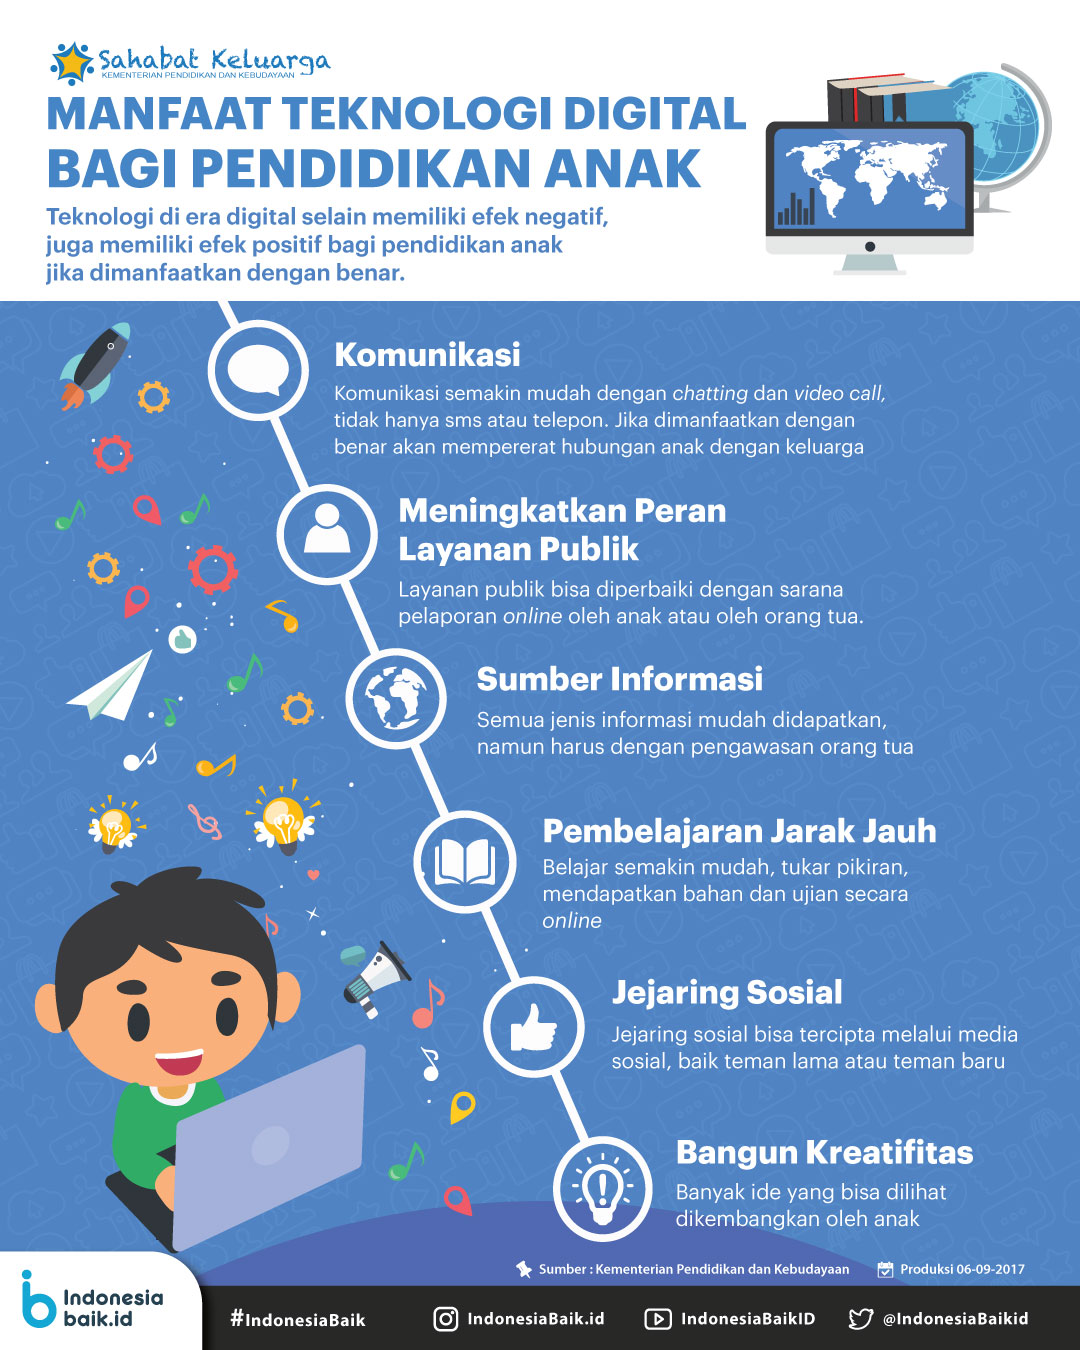 Sahabat Keluarga
KEMENTERIAN PENDIDIKAN DAN KEBUDAYAAN
MANFAAT TEKNOLOGI DIGITAL
BAGI PENDIDIKAN ANAK
Teknologi di era digital selain memiliki efek negatif,
juga memiliki efek positif bagi pendidikan anak
jika dimanfaatkan dengan benar.
Komunikasi
Komunikasi semakin mudah dengan chatting dan video call,
tidak hanya sms atau telepon. Jika dimanfaatkan dengan
benar akan mempererat hubungan anak dengan keluarga
Meningkatkan Peran
Layanan Publik
Layanan publik bisa diperbaiki dengan sarana
pelaporan online oleh anak atau oleh orang tua.
Sumber Informasi
Semua jenis informasi mudah didapatkan,
namun harus dengan pengawasan orang tua
Pembelajaran Jarak Jauh
Belajar semakin mudah, tukar pikiran,
mendapatkan bahan dan ujian secara
online
Jejaring Sosial
Jejaring sosial bisa tercipta melalui media
sosial, baik teman lama atau teman baru
Bangun Kreatifitas
Banyak ide yang bisa dilihat
dikembangkan oleh anak
Sumber : Kementerian Pendidikan dan Kebudayaan
Produksi 06-09-2017
Indonesia
baik.id
#IndonesiaBaik
IndonesiaBaik.id
IndonesiaBaikID
@IndonesiaBaikid